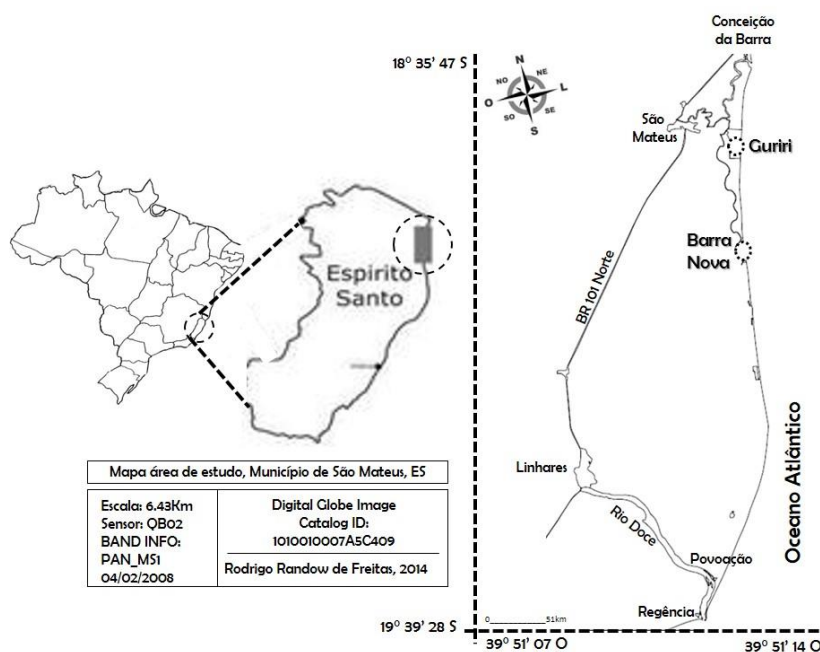 Conceição
da Barra
18° 35' 47 S
N
NO
NE
O
L
SO
SE
S
São
Mateus
Guriri
Barra
Nova
BR 101 Norte
Espirito
Santo
Oceano Atlântico
Linhares
Rio Doce
Povoação
Regência
0 51km
19° 39' 28 S
39° 51' 07 O
39° 51' 14 O
Mapa área de estudo, Município de São Mateus, ES
Escala: 6.43Km
Sensor: QB02
BAND INFO:
PAN_MS1
04/02/2008
Digital Globe Image
Catalog ID:
1010010007A5C409
Rodrigo Randow de Freitas, 2014